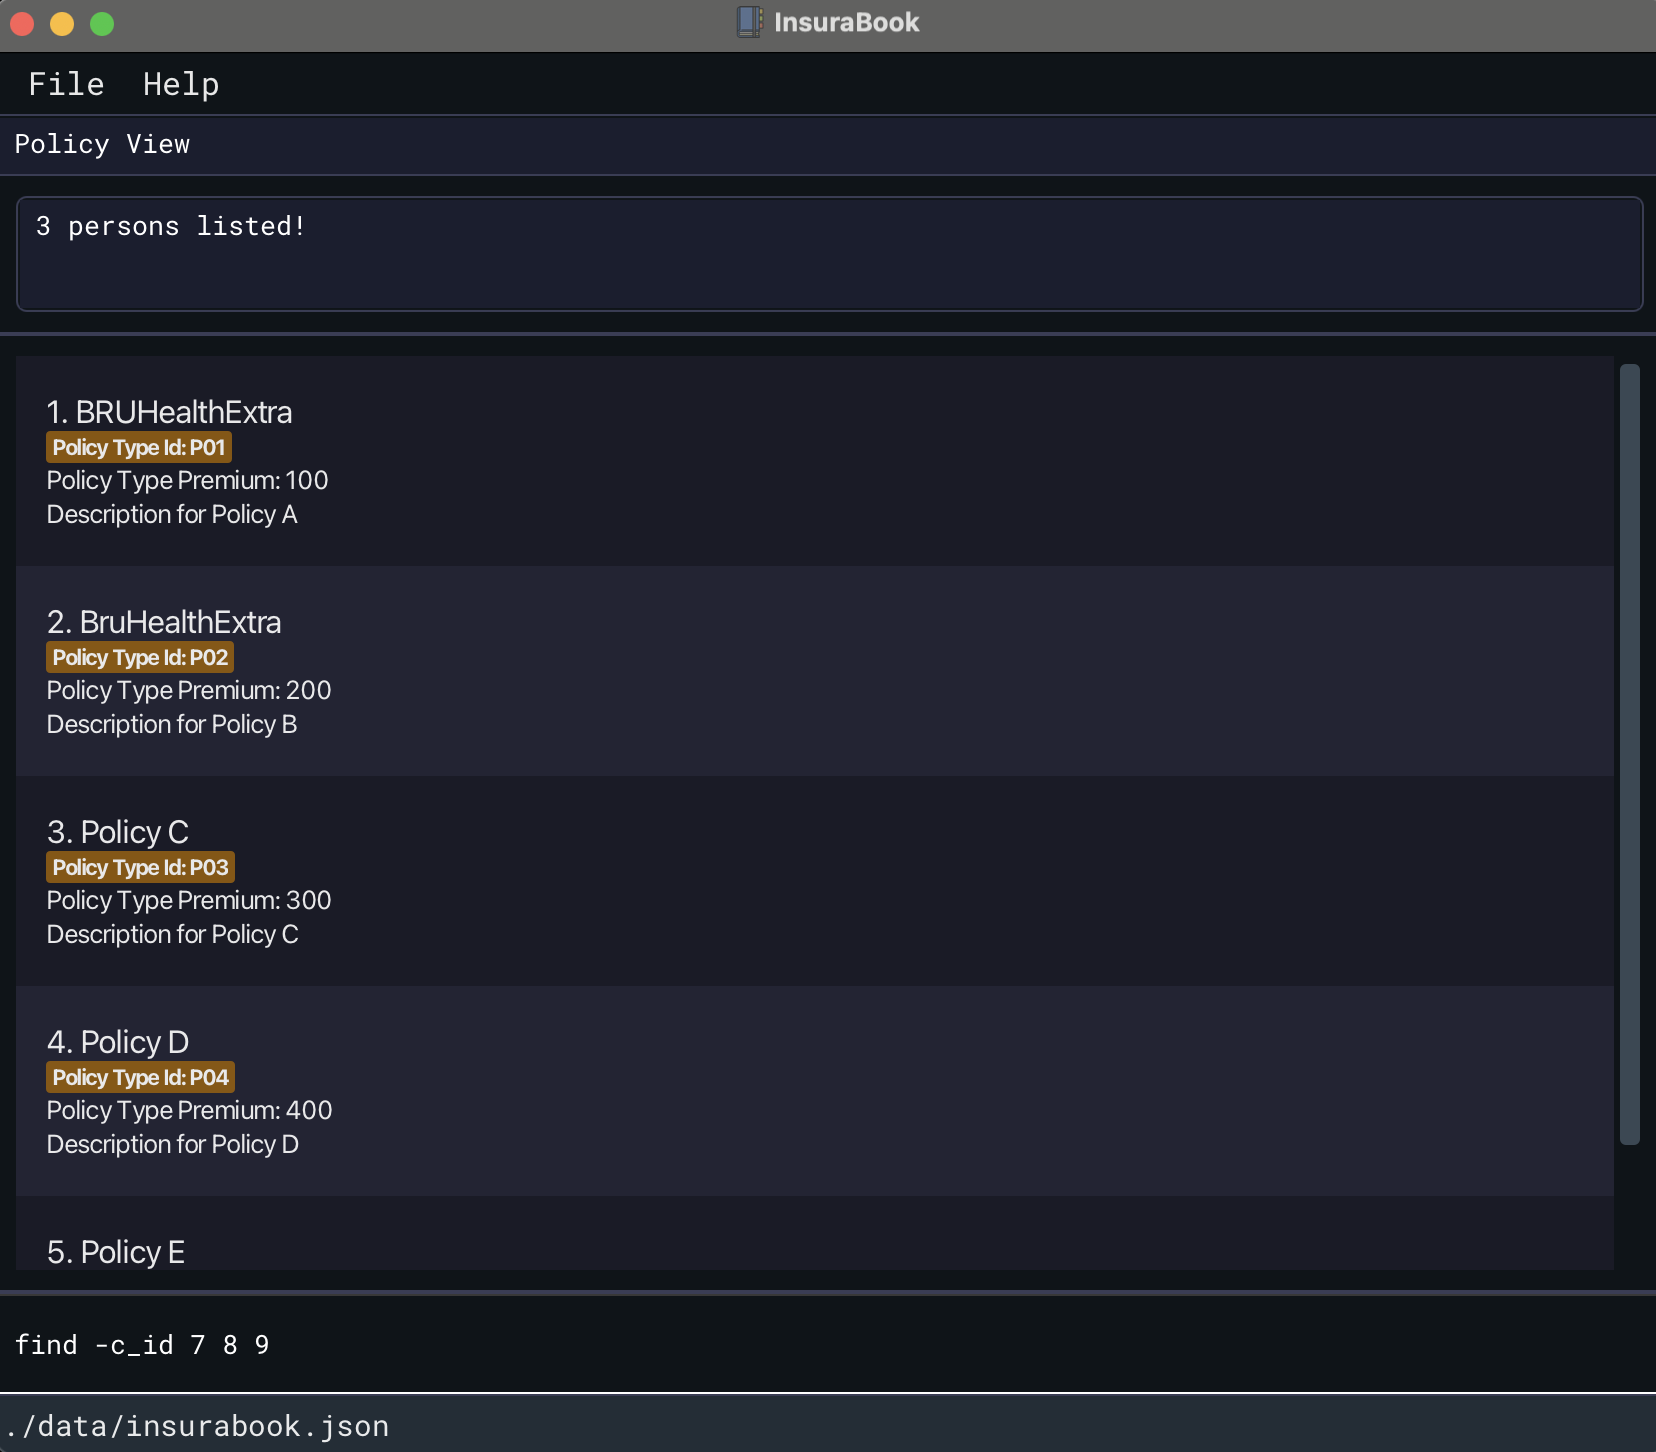 InsuraBook
File Help
Policy View
3 persons listed!
1. BRUHealthExtra
Policy Type Id: P01
Policy Type Premium: 100
Description for Policy A
2. BruHealthExtra
Policy Type Id: P02
Policy Type Premium: 200
Description for Policy B
3. Policy C
Policy Type Id: P03
Policy Type Premium: 300
Description for Policy C
4. Policy D
Policy Type Id: P04
Policy Type Premium: 400
Description for Policy D
5. Policy E
find -c_id 7 8 9
./data/insurabook.json